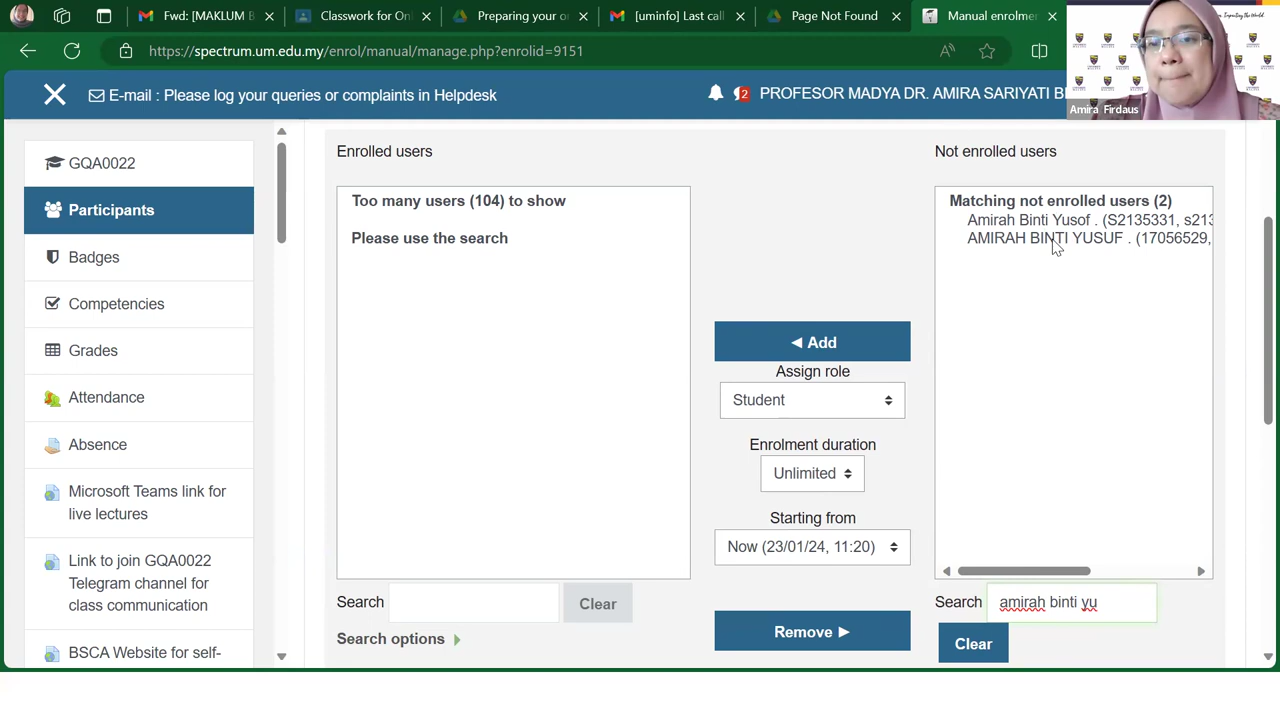 Fwd: [MAKLUM B
Classwork for Onl
Preparing your or
[uminfo] Last call
Page Not Found
Manual enrolme
https://spectrum.um.edu.my/enrol/manual/manage.php?enrolid=9151
E-mail : Please log your queries or complaints in Helpdesk
2
PROFESOR MADYA DR. AMIRA SARIYATI BI
Amira Firdaus
GQA0022
Participants
Badges
Competencies
Grades
Attendance
Absence
Microsoft Teams link for
live lectures
Link to join GQA0022
Telegram channel for
class communication
BSCA Website for self-
Enrolled users
Too many users (104) to show
Please use the search
Search
Clear
Search options
◄ Add
Assign role
Student
Enrolment duration
Unlimited
Starting from
Now (23/01/24, 11:20)
Remove ►
Not enrolled users
Matching not enrolled users (2)
Amirah Binti Yusof . (S2135331, s213
AMIRAH BINTI YUSUF . (17056529,
Search
amirah binti yu
Clear